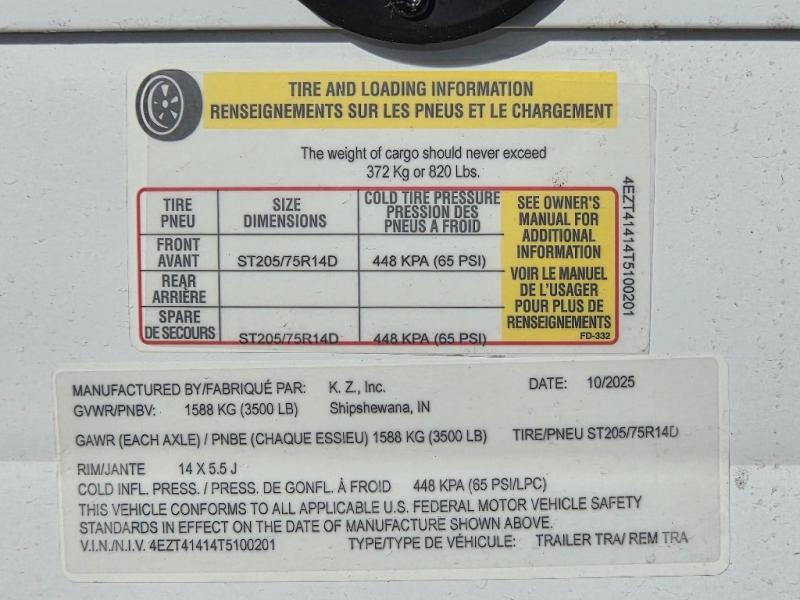 TIRE AND LOADING INFORMATION
RENSEIGNEMENTS SUR LES PNEUS ET LE CHARGEMENT
The weight of cargo should never exceed
372 Kg or 820 Lbs.
TIRE
PNEU
SIZE
DIMENSIONS
COLD TIRE PRESSURE
PRESSION DES
PNEUS À FROID
FRONT
AVANT
ST205/75R14D
448 KPA (65 PSI)
REAR
ARRIÈRE
SPARE
DE SECOURS
ST205/75R14D
448 KPA (65 PSI)
SEE OWNER'S
MANUAL FOR
ADDITIONAL
INFORMATION
VOIR LE MANUEL
DE L'USAGER
POUR PLUS DE
RENSEIGNEMENTS
FD-332
4EZT41414T5100201
MANUFACTURED BY/FABRIQUÉ PAR: K. Z., Inc. DATE: 10/2025
GVWR/PNBV: 1588 KG (3500 LB) Shipshewana, IN
GAWR (EACH AXLE) / PNBE (CHAQUE ESSIEU) 1588 KG (3500 LB) TIRE/PNEU ST205/75R14D
RIM/JANTE 14 X 5.5 J
COLD INFL. PRESS. / PRESS. DE GONFL. À FROID 448 KPA (65 PSI/LPC)
THIS VEHICLE CONFORMS TO ALL APPLICABLE U.S. FEDERAL MOTOR VEHICLE SAFETY
STANDARDS IN EFFECT ON THE DATE OF MANUFACTURE SHOWN ABOVE.
V.I.N./N.I.V. 4EZT41414T5100201 TYPE/TYPE DE VÉHICULE: TRAILER TRA/ REM TRA